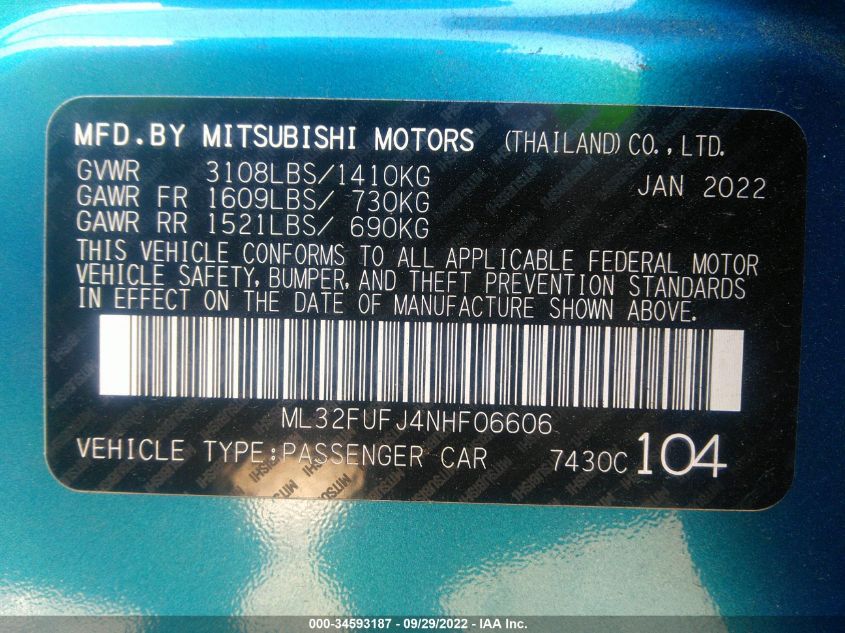 MFD.BY MITSUBISHI MOTORS (THAILAND) CO.,LTD.
GVWR 3108LBS/1410KG JAN 2022
GAWR FR 1609LBS/ 730KG
GAWR RR 1521LBS/ 690KG
THIS VEHICLE CONFORMS TO ALL APPLICABLE FEDERAL MOTOR
VEHICLE SAFETY, BUMPER, AND THEFT PREVENTION STANDARDS
IN EFFECT ON THE DATE OF MANUFACTURE SHOWN ABOVE.
ML32FUFJ4NHF06606
VEHICLE TYPE:PASSENGER CAR 7430C 104
000-34593187 - 09/29/2022 - IAA Inc.